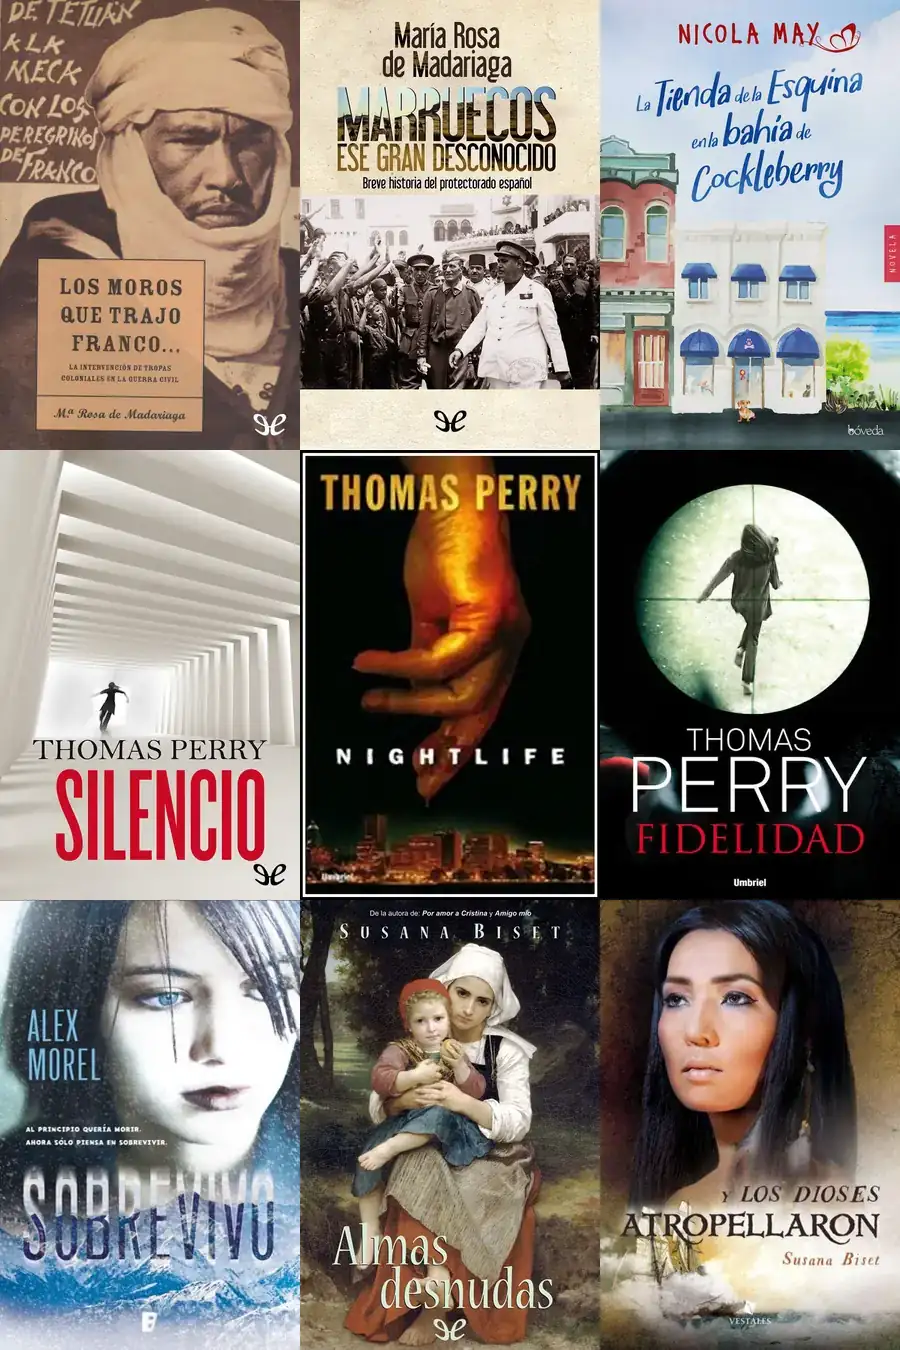 DE TETUÁN
A LA
MECA
CON LOS
PEREGRINOS
DE
FRANCO
LOS MOROS
QUE TRAJO
FRANCO...
LA INTERVENCIÓN DE TROPAS
COLONIALES EN LA GUERRA CIVIL
Mª Rosa de Madariaga
María Rosa
de Madariaga
MARRUECOS
ESE GRAN DESCONOCIDO
Breve historia del protectorado español
NICOLA MAY
La Tienda de la Esquina
en la bahía de
Cockleberry
NOVELA
bóveda
THOMAS PERRY
SILENCIO
THOMAS PERRY
NIGHTLIFE
Umbriel
THOMAS
PERRY
FIDELIDAD
Umbriel
ALEX
MOREL
AL PRINCIPIO QUERÍA MORIR.
AHORA SÓLO PIENSA EN SOBREVIVIR.
SOBREVIVO
B
De la autora de: Por amor a Cristina y Amigo mío
SUSANA BISET
Almas
desnudas
Y LOS DIOSES
ATROPELLARON
Susana Biset
VESTALES